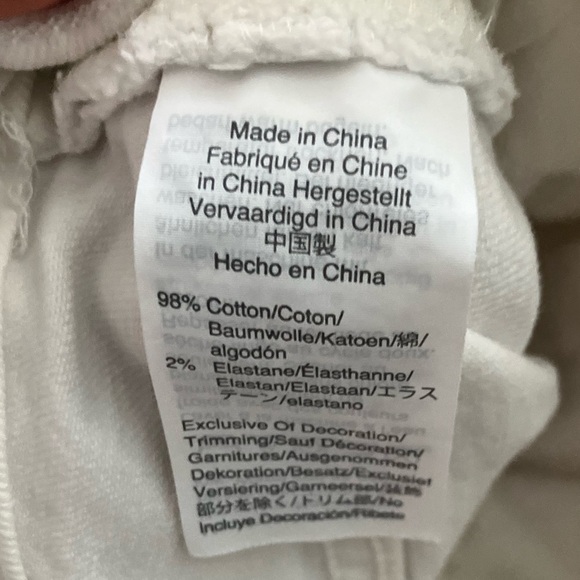 Made in China
Fabriqué en Chine
in China Hergestellt
Vervaardigd in China
中国製
Hecho en China
98% Cotton/Coton/
Baumwolle/Katoen/綿/
algodón
2% Elastane/Élasthanne/
Elastan/Elastaan/エラス
テーン/elastano
Exclusive Of Decoration/
Trimming/Sauf Décoration/
Garnitures/Ausgenommen
Dekoration/Besatz/Exclusief
Versiering/Garneersel/装飾
部分を除く/トリム部/No
Incluye Decoración/Ribete